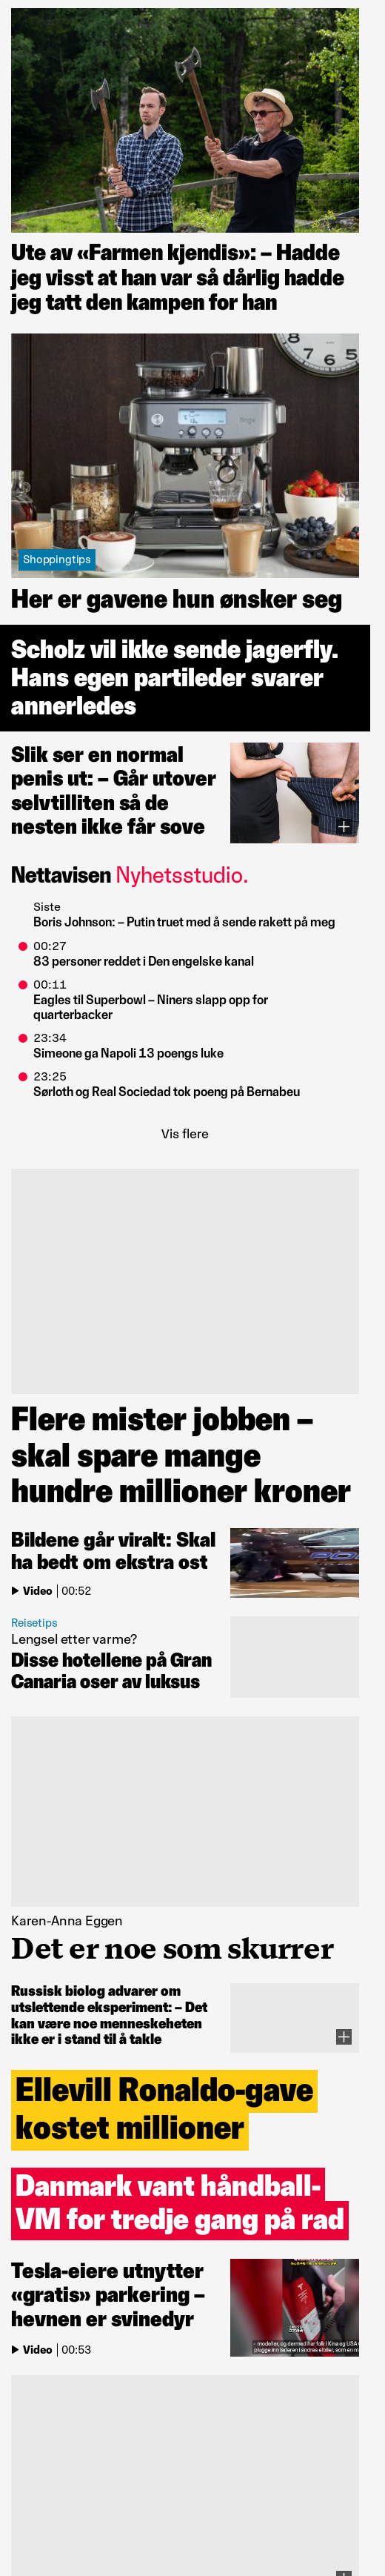 Ute av «Farmen kjendis»: – Hadde
jeg visst at han var så dårlig hadde
jeg tatt den kampen for han
Shoppingtips
Her er gavene hun ønsker seg
Scholz vil ikke sende jagerfly.
Hans egen partileder svarer
annerledes
Slik ser en normal
penis ut: – Går utover
selvtilliten så de
nesten ikke får sove
Nettavisen Nyhetsstudio.
Siste
Boris Johnson: – Putin truet med å sende rakett på meg
00:27
83 personer reddet i Den engelske kanal
00:11
Eagles til Superbowl – Niners slapp opp for
quarterbacker
23:34
Simeone ga Napoli 13 poengs luke
23:25
Sørloth og Real Sociedad tok poeng på Bernabeu
Vis flere
Flere mister jobben –
skal spare mange
hundre millioner kroner
Bildene går viralt: Skal
ha bedt om ekstra ost
Video | 00:52
Reisetips
Lengsel etter varme?
Disse hotellene på Gran
Canaria oser av luksus
Karen-Anna Eggen
Det er noe som skurrer
Russisk biolog advarer om
utslettende eksperiment: – Det
kan være noe menneskeheten
ikke er i stand til å takle
Ellevill Ronaldo-gave
kostet millioner
Danmark vant håndball-
VM for tredje gang på rad
Tesla-eiere utnytter
«gratis» parkering –
hevnen er svinedyr
Video | 00:53